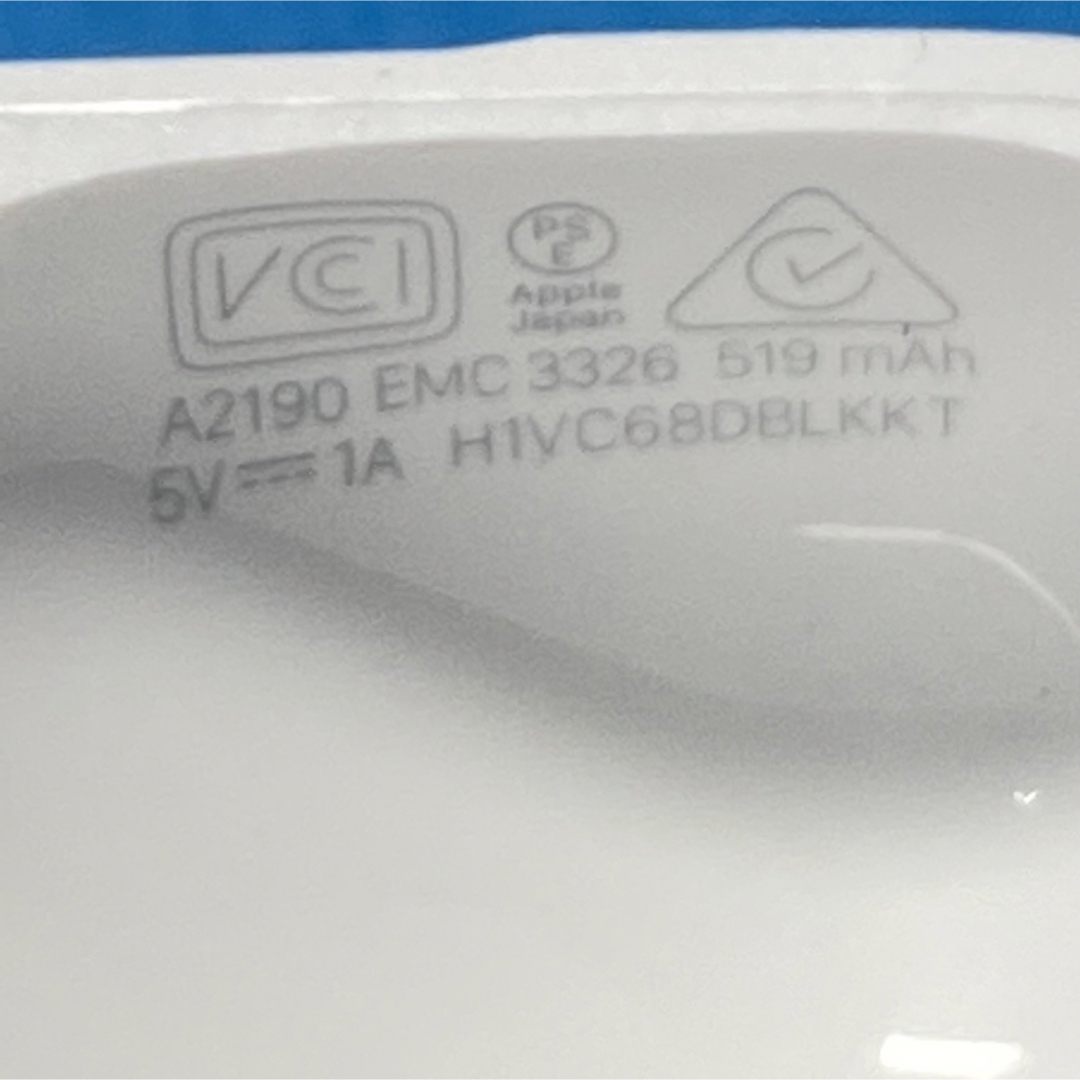 VCI
PS
E
Apple
Japan
A2190 EMC 3326 519 mAh
5V⎓1A H1VC68DBLKKT